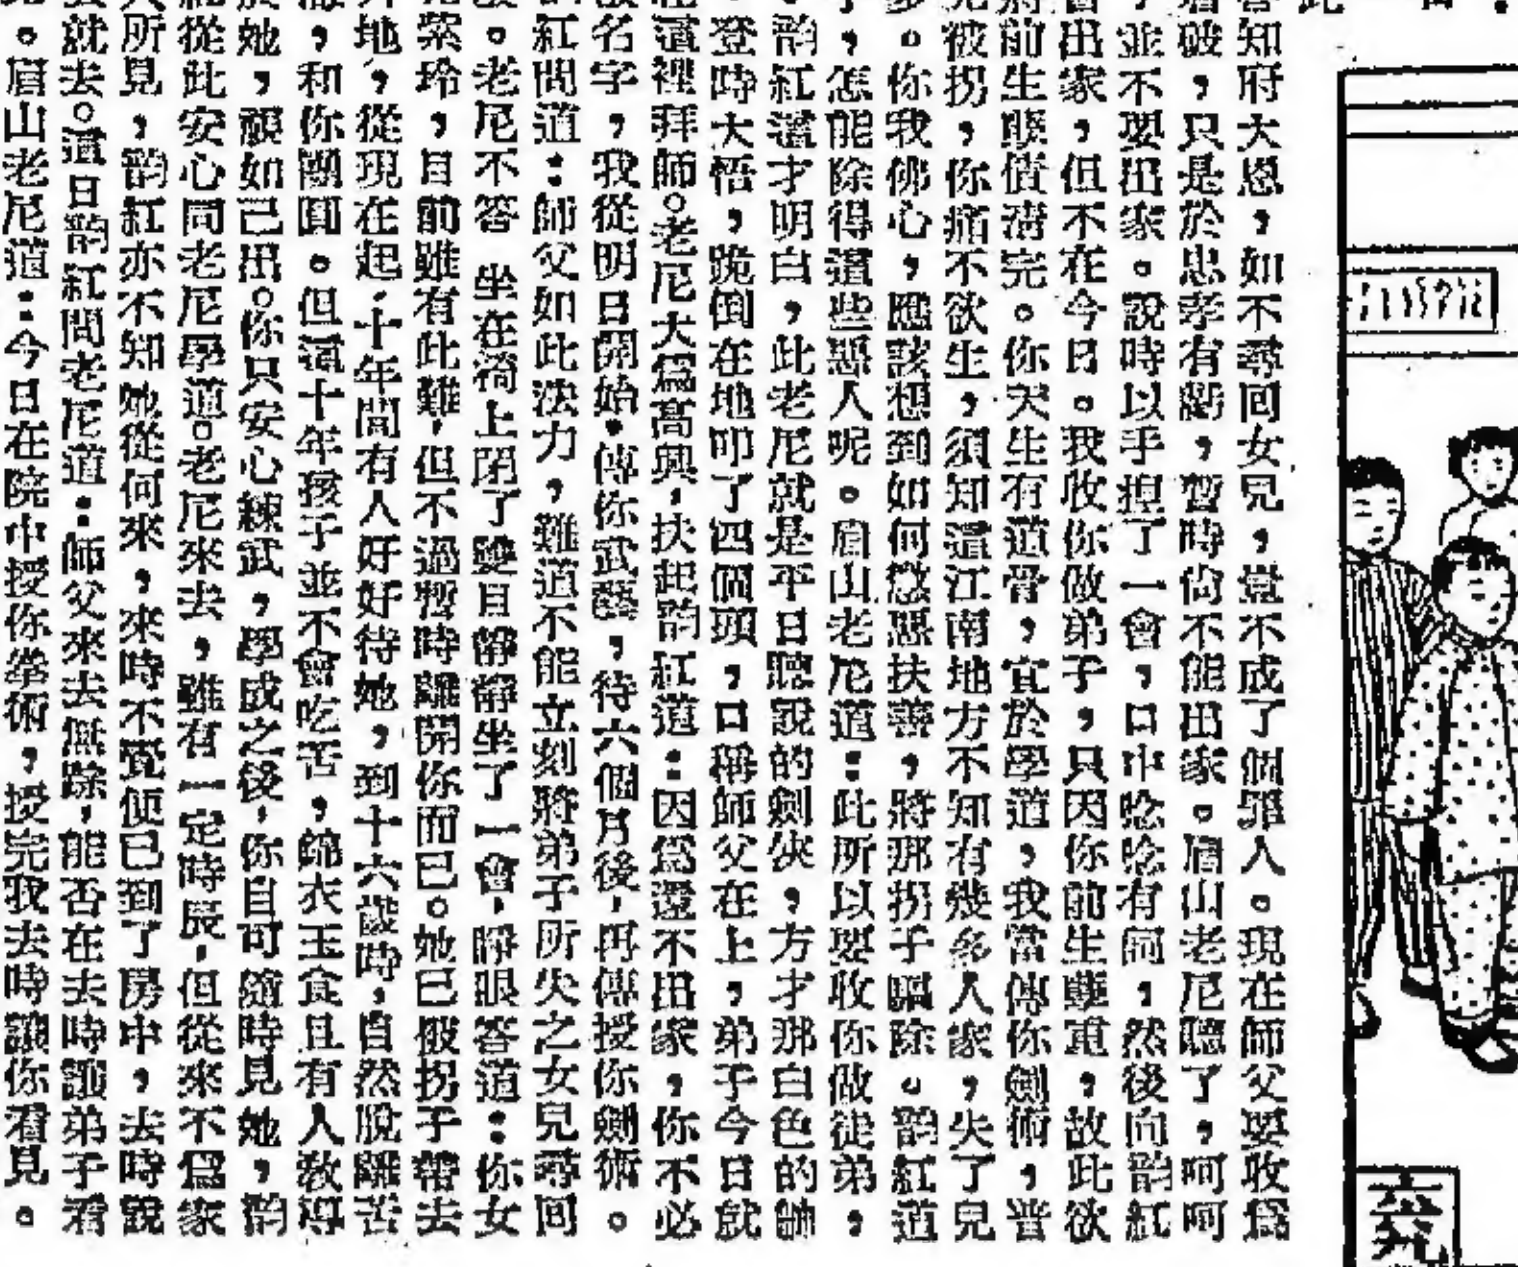 知府大恩，如不尋回女兒，豈不成了個罪人。現在師父要收爲
破，只是於忠孝有虧，暫時尙不能出家。眉山老尼聽了，呵呵
並不要出家。說時以手揑了一會，口中唸唸有詞，然後向韵紅
出家，但不在今日。我收你做弟子，只因你前生孽重，故此欲
將前生孽債清完。你天生有道骨，宜於學道，我當傳你劍術，普
被拐，你痛不欲生，須知這江南地方不知有幾多人家，失了兒
。你我佛心，應該想到如何懲惡扶善，將那拐子驅除。韵紅道
，怎能除得這些惡人呢。眉山老尼道：此所以要收你做徒弟，
韵紅這才明白，此老尼就是平日聽說的劍俠，方才那白色的
。登時大悟，跪倒在地叩了四個頭，口稱師父在上，弟子今日就
這裡拜師。老尼大爲高興，扶起韵紅道：因爲還不出家，你不必
名字，我從明日開始，傳你武藝，待六個月後，再傳授你劍術。
紅問道：師父如此法力，難道不能立刻將弟子所失之女兒尋回
。老尼不答 坐在椅上閉了雙目靜靜坐了一會，睜眼答道：你女
紫玲，目前雖有此難，但不過暫時離開你而已。她已被拐子帶去
地，從現在起，十年間有人好好待她，到十六歲時，自然脫離苦
，和你團圓。但這十年孩子並不會吃苦，錦衣玉食且有人敎導
她，視如己出。你只安心練武，學成之後，你自可隨時見她，韵
從此安心同老尼學道。老尼來去，雖有一定時辰，但從來不爲家
所見，韵紅亦不知她從何來，來時不覺便已到了房中，去時說
就去。這日韵紅問老尼道：師父來去無踪，能否在去時讓弟子看
。眉山老尼道：今日在院中授你拳術，授完我去時讓你看見。